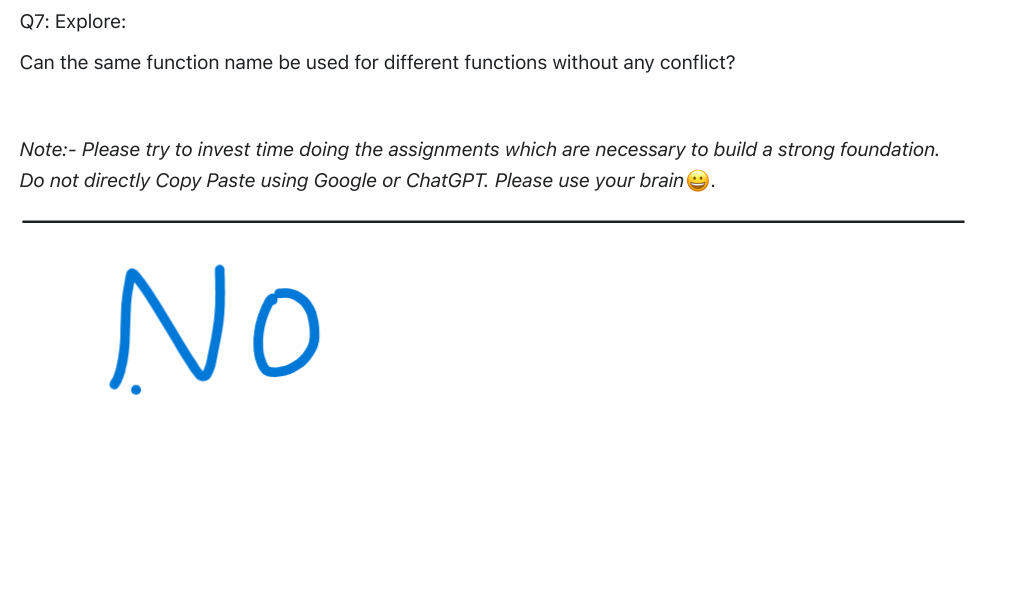 Q7: Explore:
Can the same function name be used for different functions without any conflict?
Note:- Please try to invest time doing the assignments which are necessary to build a strong foundation.
Do not directly Copy Paste using Google or ChatGPT. Please use your brain😀.
No